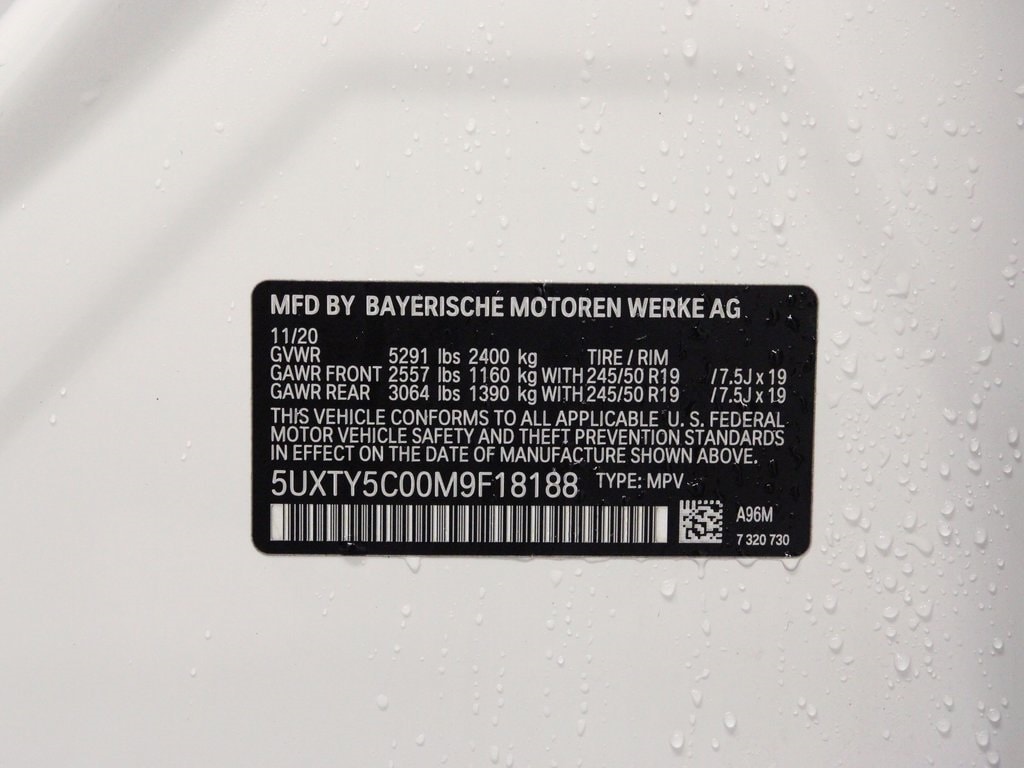 MFD BY BAYERISCHE MOTOREN WERKE AG
11/20
GVWR 5291 lbs 2400 kg TIRE / RIM
GAWR FRONT 2557 lbs 1160 kg WITH 245/50 R19 / 7.5J x 19
GAWR REAR 3064 lbs 1390 kg WITH 245/50 R19 / 7.5J x 19
THIS VEHICLE CONFORMS TO ALL APPLICABLE U. S. FEDERAL
MOTOR VEHICLE SAFETY AND THEFT PREVENTION STANDARDS
IN EFFECT ON THE DATE OF MANUFACTURE SHOWN ABOVE.
5UXTY5C00M9F18188 TYPE: MPV
A96M
7 320 730